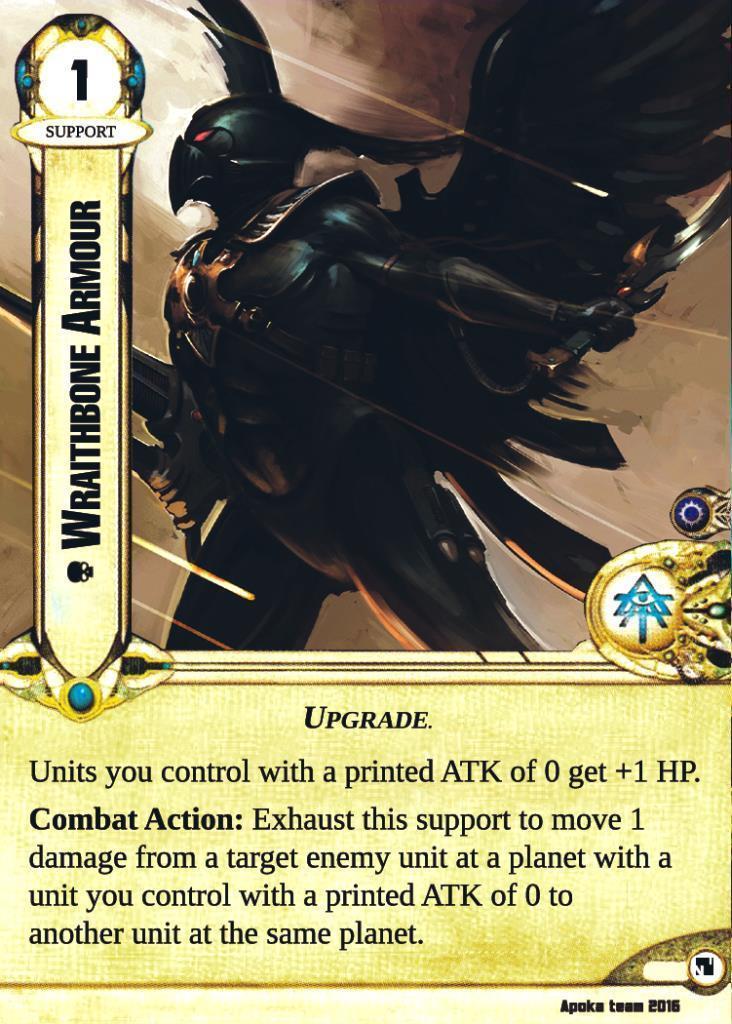 1
SUPPORT
WRAITHBONE ARMOUR
UPGRADE.
Units you control with a printed ATK of 0 get +1 HP.
Combat Action: Exhaust this support to move 1
damage from a target enemy unit at a planet with a
unit you control with a printed ATK of 0 to
another unit at the same planet.
Apoka team 2016